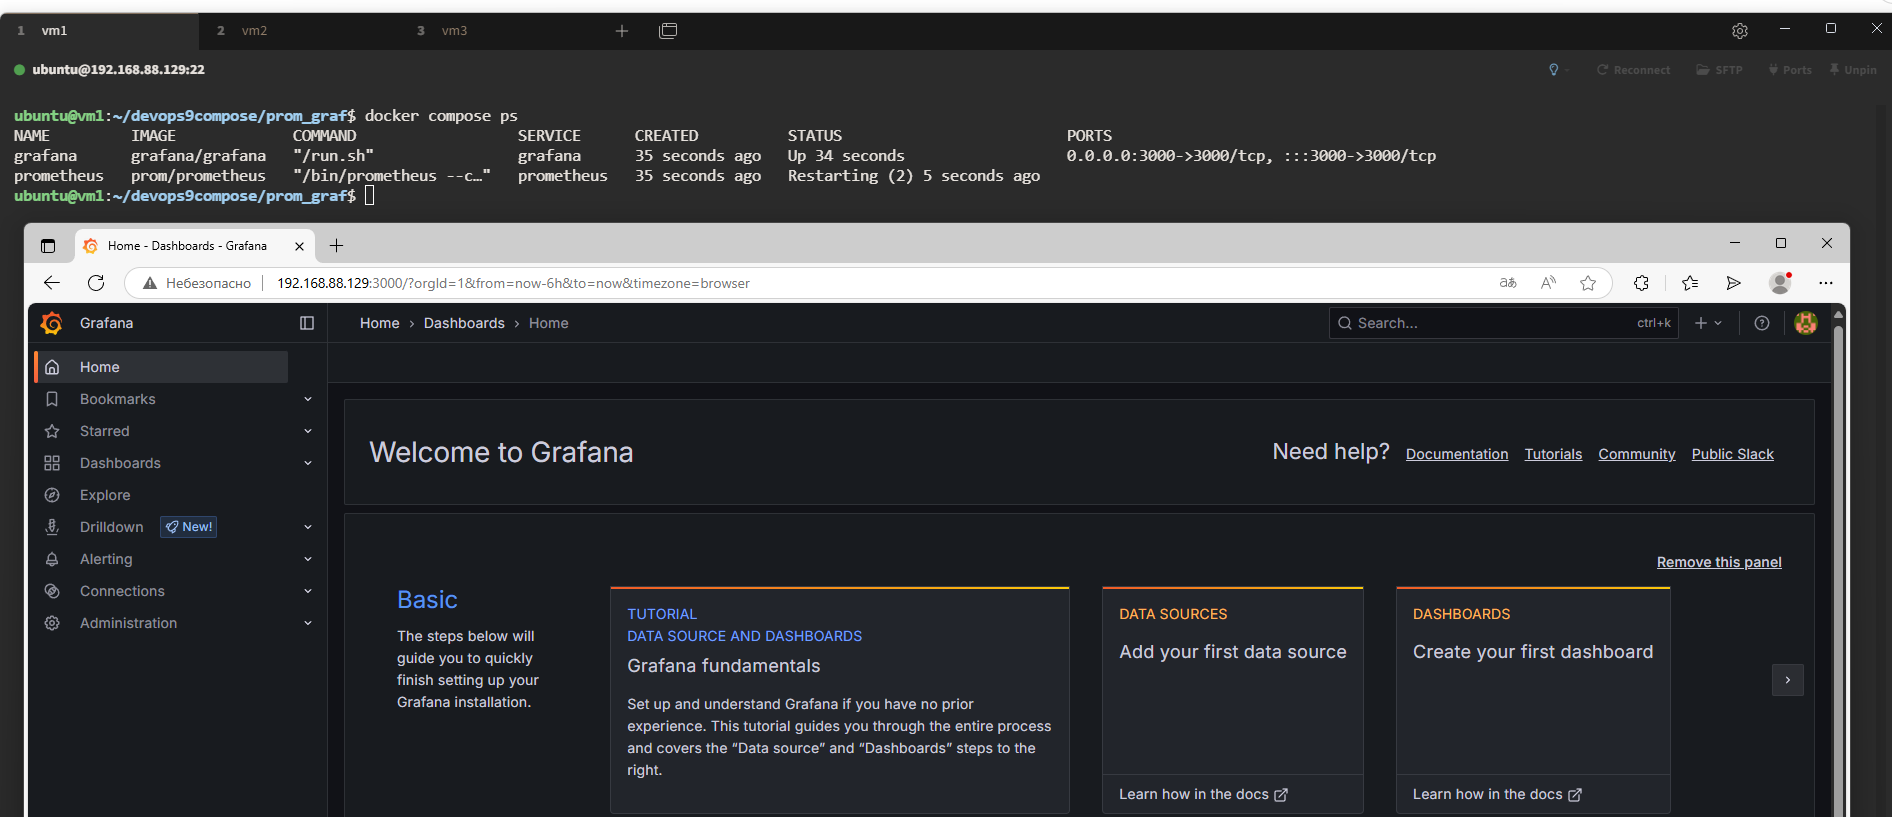 1 vm1 2 vm2 3 vm3
ubuntu@192.168.88.129:22 Reconnect SFTP Ports Unpin
ubuntu@vm1:~/devops9compose/prom_graf$ docker compose ps
NAME IMAGE COMMAND SERVICE CREATED STATUS PORTS
grafana grafana/grafana "/run.sh" grafana 35 seconds ago Up 34 seconds 0.0.0.0:3000->3000/tcp, :::3000->3000/tcp
prometheus prom/prometheus "/bin/prometheus --c…" prometheus 35 seconds ago Restarting (2) 5 seconds ago
ubuntu@vm1:~/devops9compose/prom_graf$
Home - Dashboards - Grafana
Небезопасно 192.168.88.129:3000/?orgId=1&from=now-6h&to=now&timezone=browser
Grafana Home › Dashboards › Home Search... ctrl+k
Home
Bookmarks
Starred
Dashboards
Explore
Drilldown New!
Alerting
Connections
Administration
Welcome to Grafana
Need help? Documentation Tutorials Community Public Slack
Remove this panel
Basic
The steps below will
guide you to quickly
finish setting up your
Grafana installation.
TUTORIAL
DATA SOURCE AND DASHBOARDS
Grafana fundamentals
Set up and understand Grafana if you have no prior
experience. This tutorial guides you through the entire process
and covers the “Data source” and “Dashboards” steps to the
right.
DATA SOURCES
Add your first data source
Learn how in the docs
DASHBOARDS
Create your first dashboard
Learn how in the docs